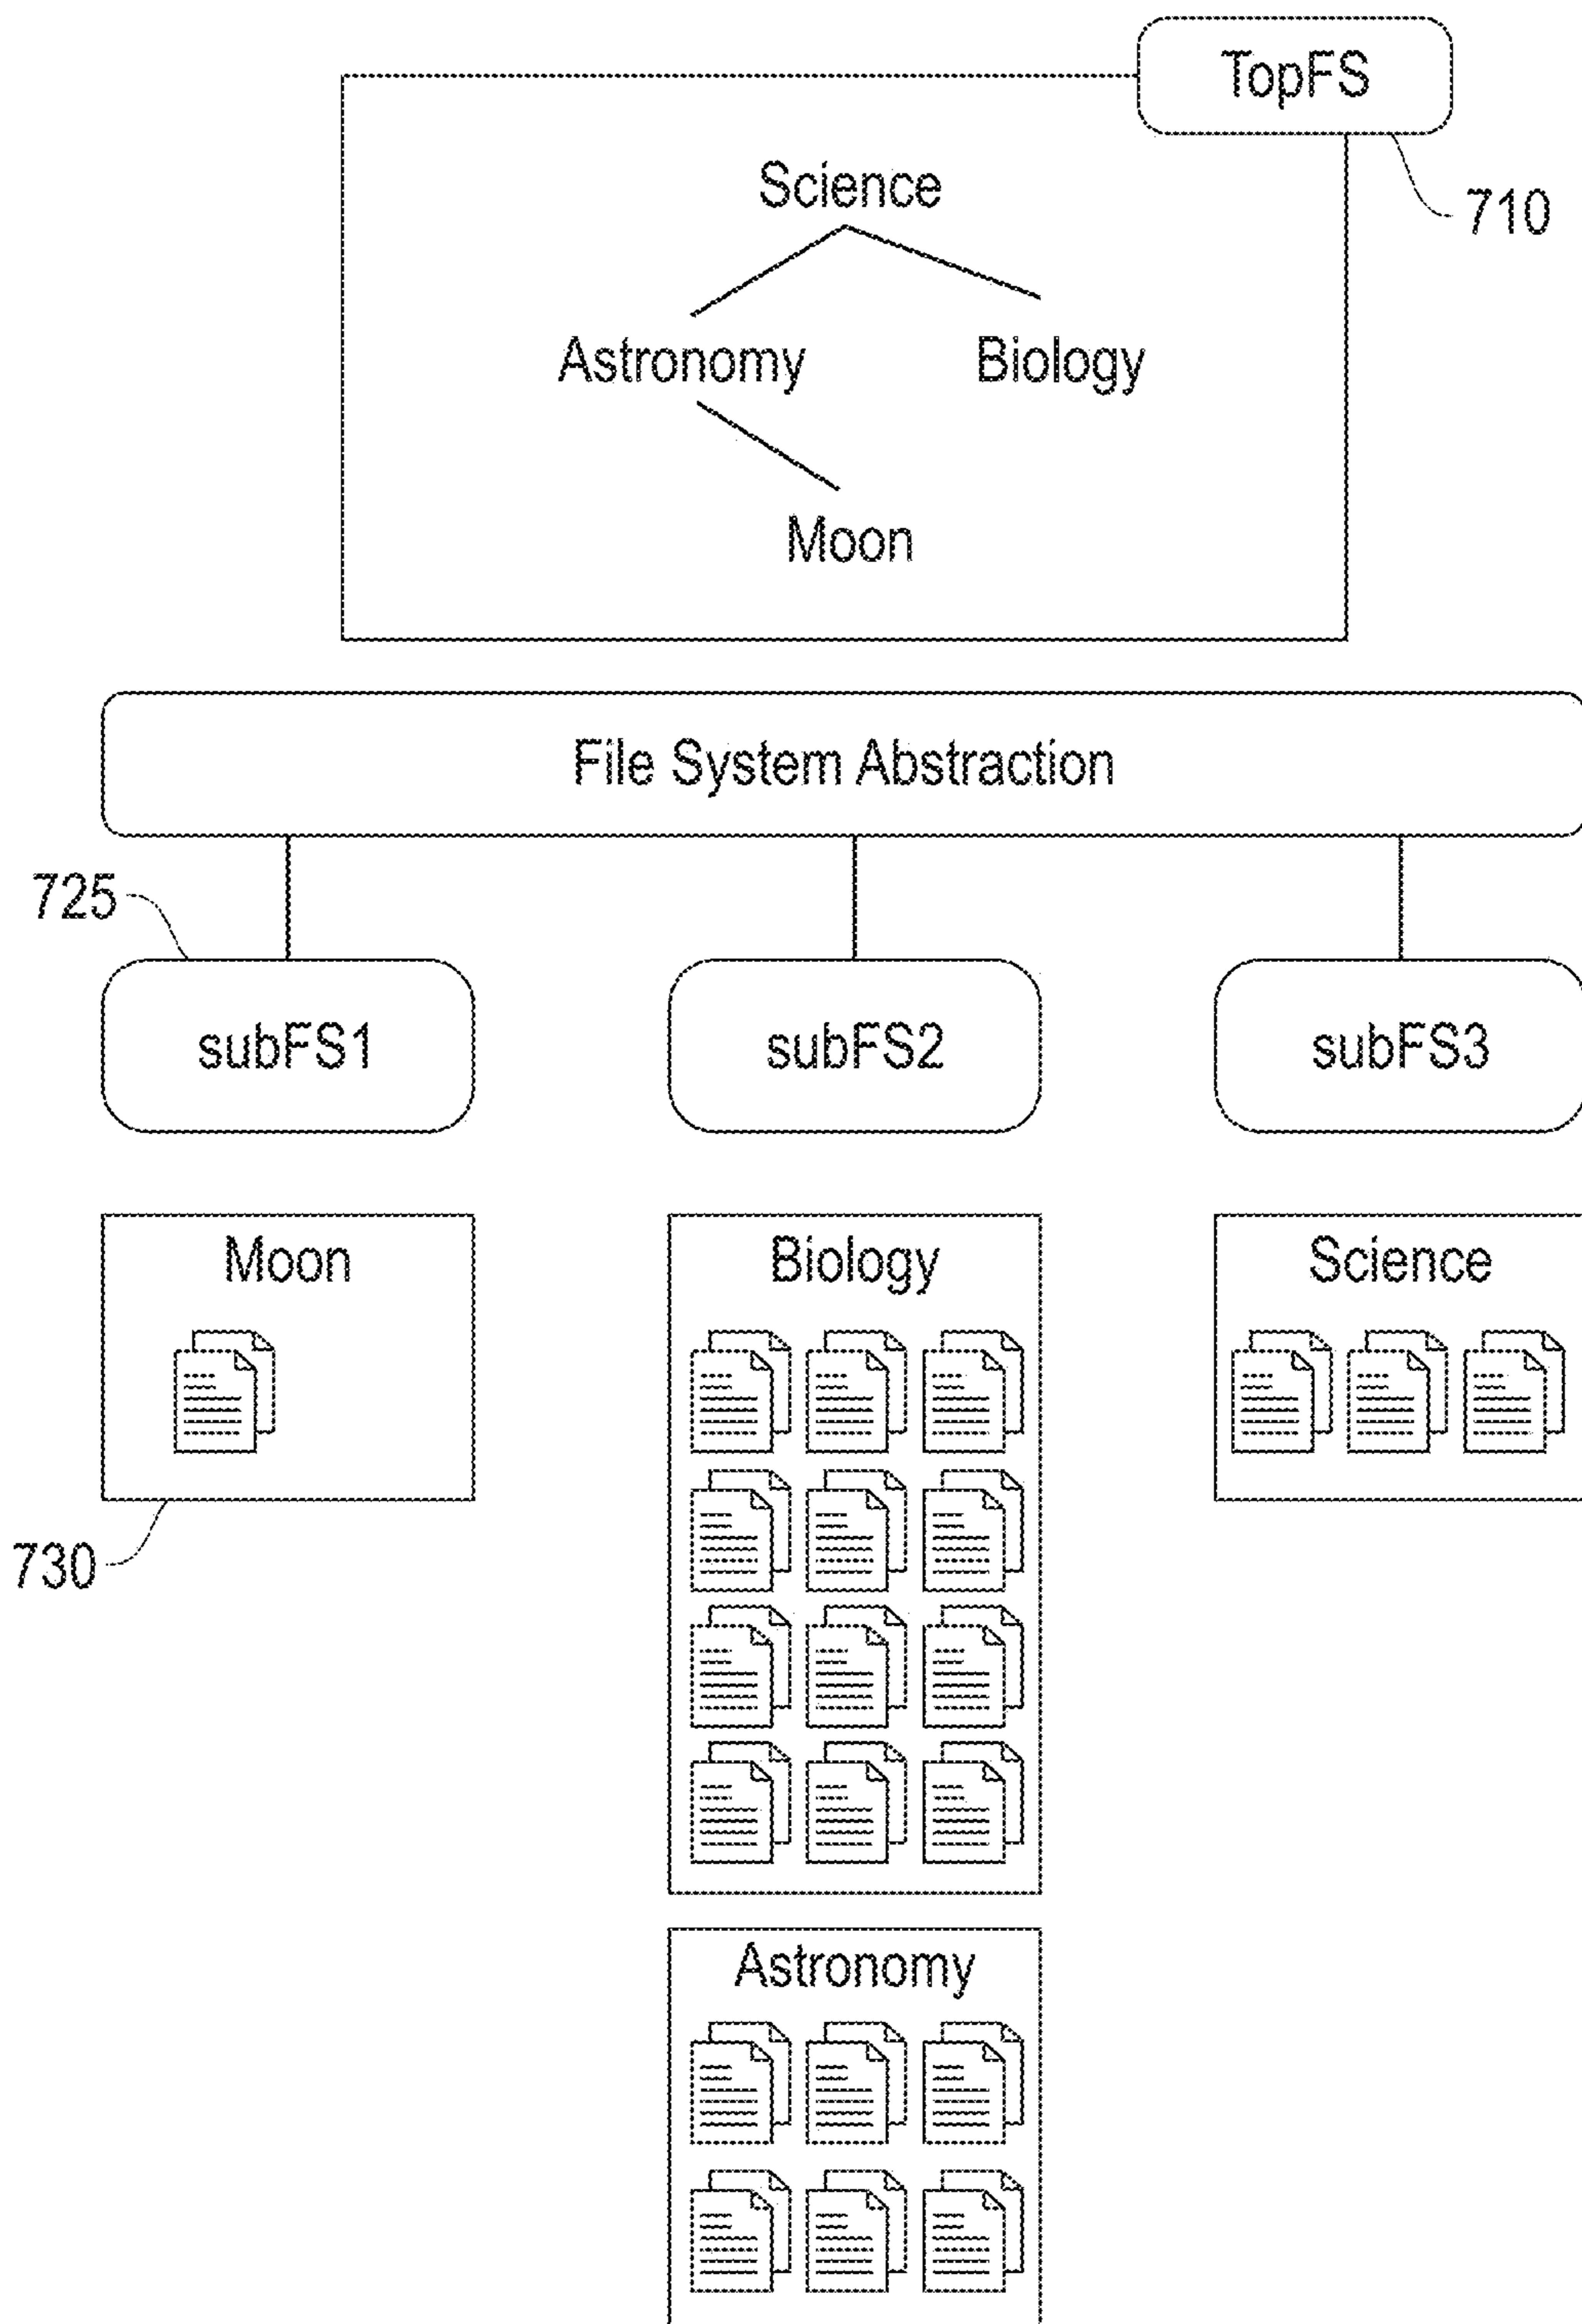 TopFS
710
Science
Astronomy Biology
Moon
File System Abstraction
725
subFS1 subFS2 subFS3
Moon Biology Science
730
Astronomy